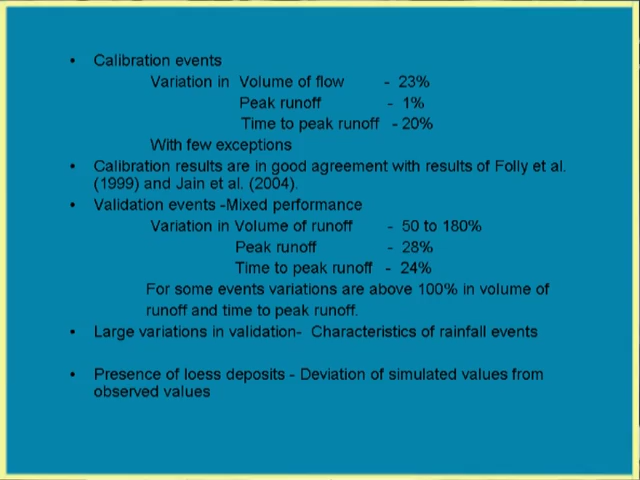 • Calibration events
Variation in Volume of flow - 23%
Peak runoff - 1%
Time to peak runoff - 20%
With few exceptions
• Calibration results are in good agreement with results of Folly et al.
(1999) and Jain et al. (2004).
• Validation events -Mixed performance
Variation in Volume of runoff - 50 to 180%
Peak runoff - 28%
Time to peak runoff - 24%
For some events variations are above 100% in volume of
runoff and time to peak runoff.
• Large variations in validation- Characteristics of rainfall events
• Presence of loess deposits - Deviation of simulated values from
observed values